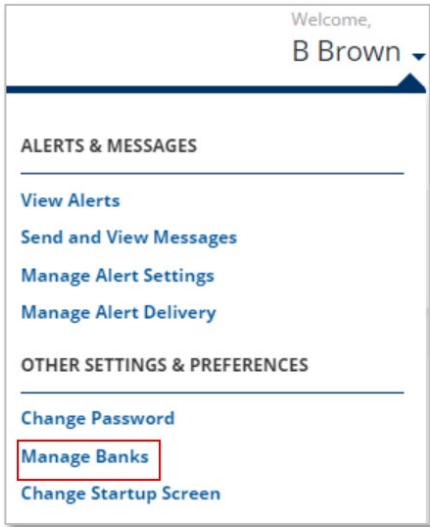 Welcome,
B Brown
ALERTS & MESSAGES
View Alerts
Send and View Messages
Manage Alert Settings
Manage Alert Delivery
OTHER SETTINGS & PREFERENCES
Change Password
Manage Banks
Change Startup Screen